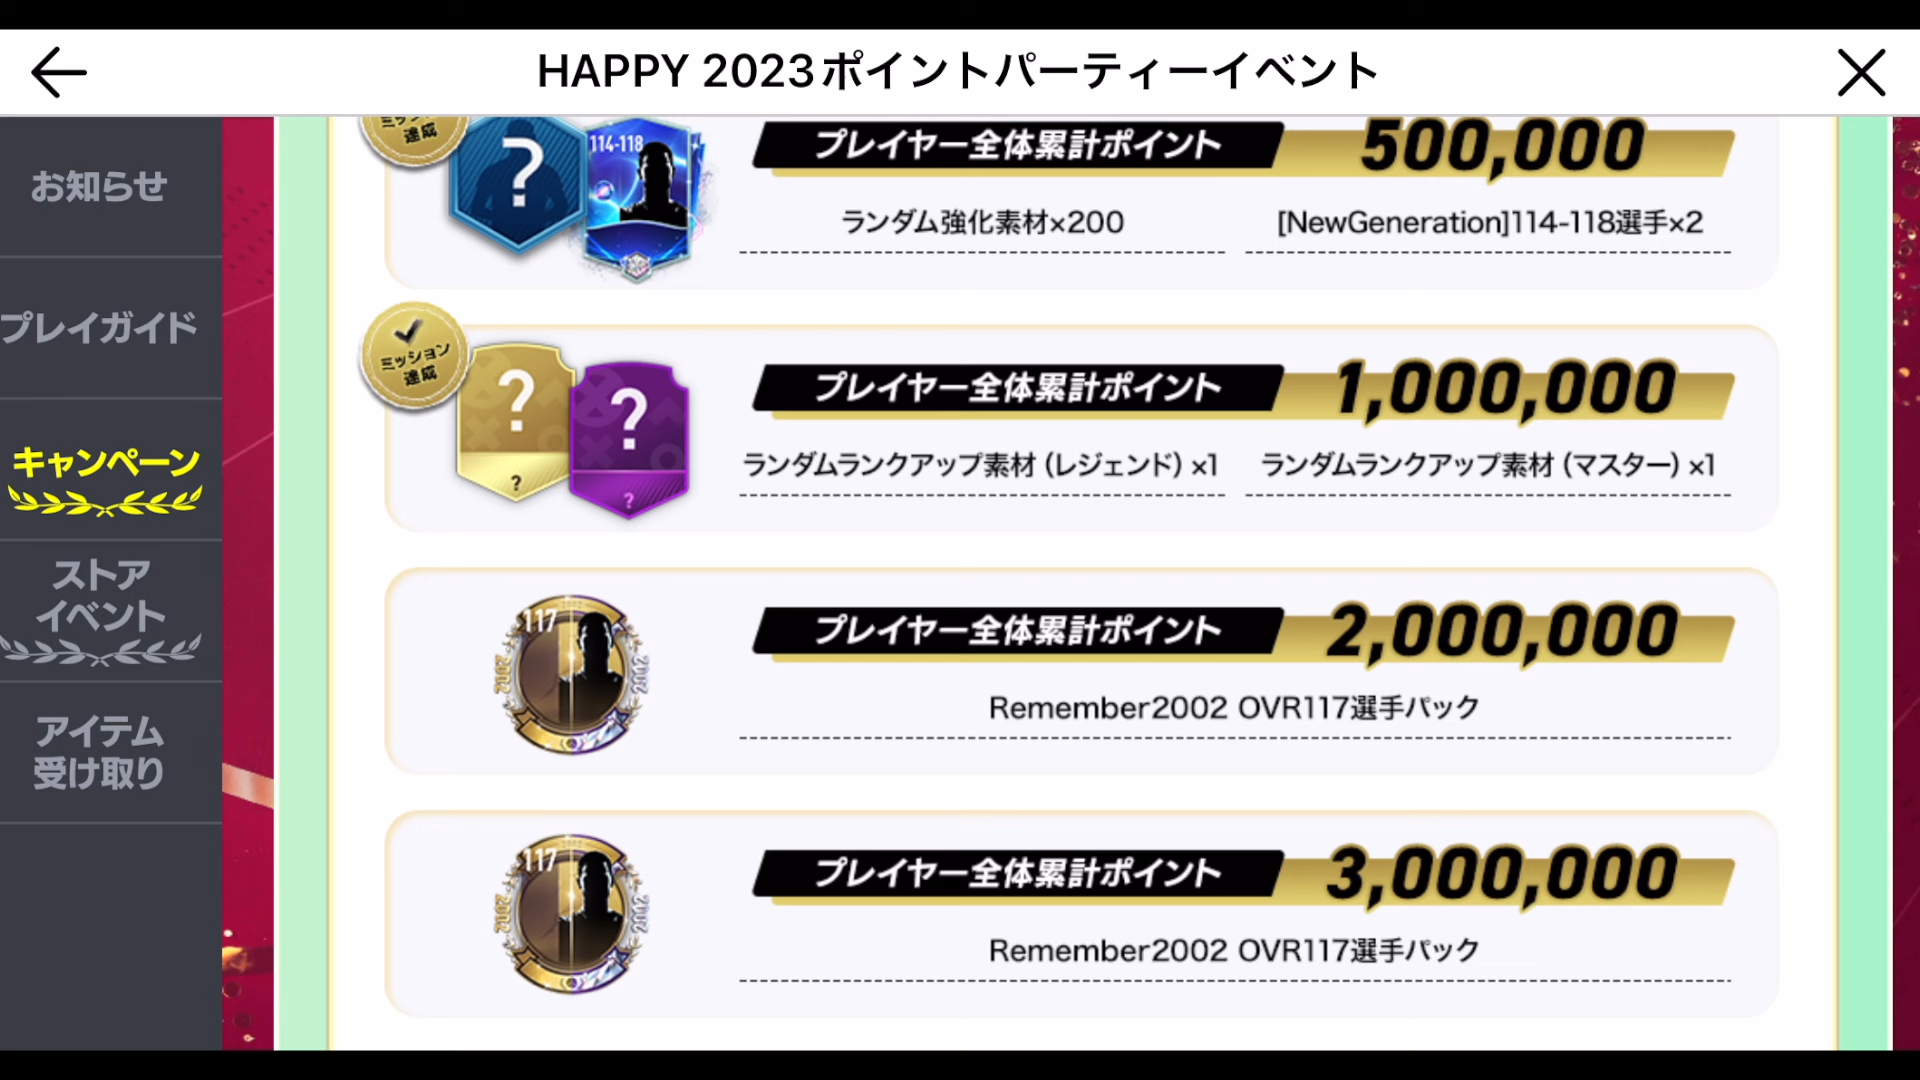 HAPPY 2023ポイントパーティーイベント
お知らせ
プレイガイド
キャンペーン
ストア
イベント
アイテム
受け取り
ミッション
達成
?
114-118
プレイヤー全体累計ポイント 500,000
ランダム強化素材×200 [NewGeneration]114-118選手×2
ミッション
達成
? ?
? ?
プレイヤー全体累計ポイント 1,000,000
ランダムランクアップ素材 (レジェンド) ×1 ランダムランクアップ素材 (マスター) ×1
2002
117
2002 2002
プレイヤー全体累計ポイント 2,000,000
Remember2002 OVR117選手パック
2002
117
2002 2002
プレイヤー全体累計ポイント 3,000,000
Remember2002 OVR117選手パック